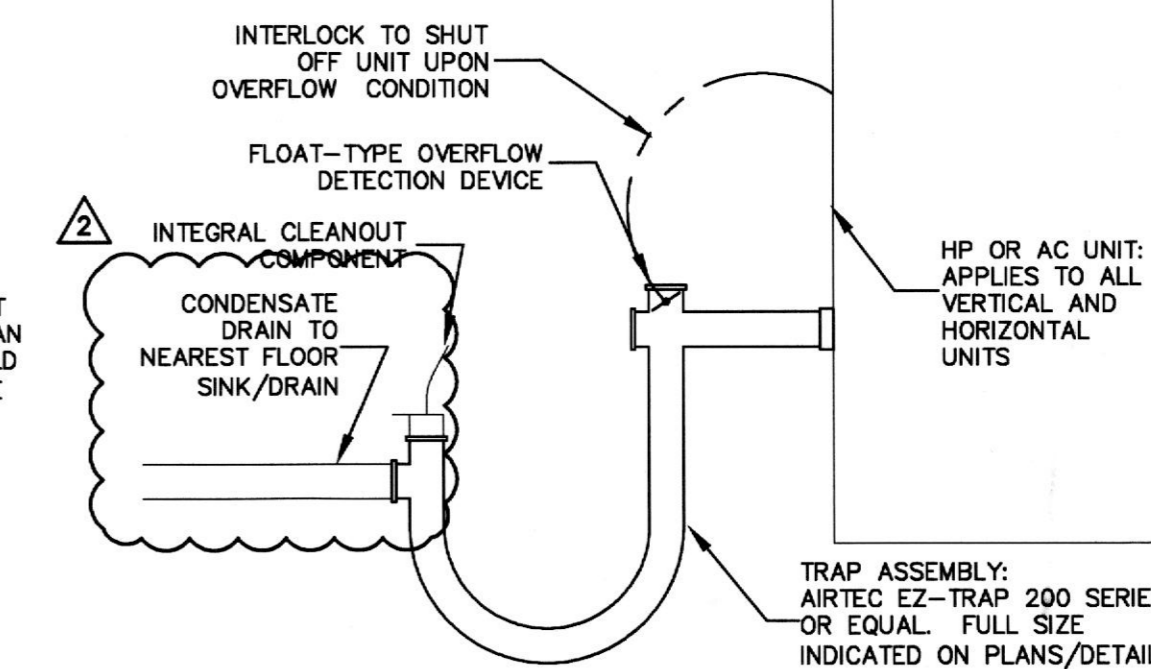 INTERLOCK TO SHUT
OFF UNIT UPON
OVERFLOW CONDITION
FLOAT-TYPE OVERFLOW
DETECTION DEVICE
2
INTEGRAL CLEANOUT
COMPONENT
CONDENSATE
DRAIN TO
NEAREST FLOOR
SINK/DRAIN
HP OR AC UNIT:
APPLIES TO ALL
VERTICAL AND
HORIZONTAL
UNITS
TRAP ASSEMBLY:
AIRTEC EZ-TRAP 200 SERIE
OR EQUAL. FULL SIZE
INDICATED ON PLANS/DETAIL